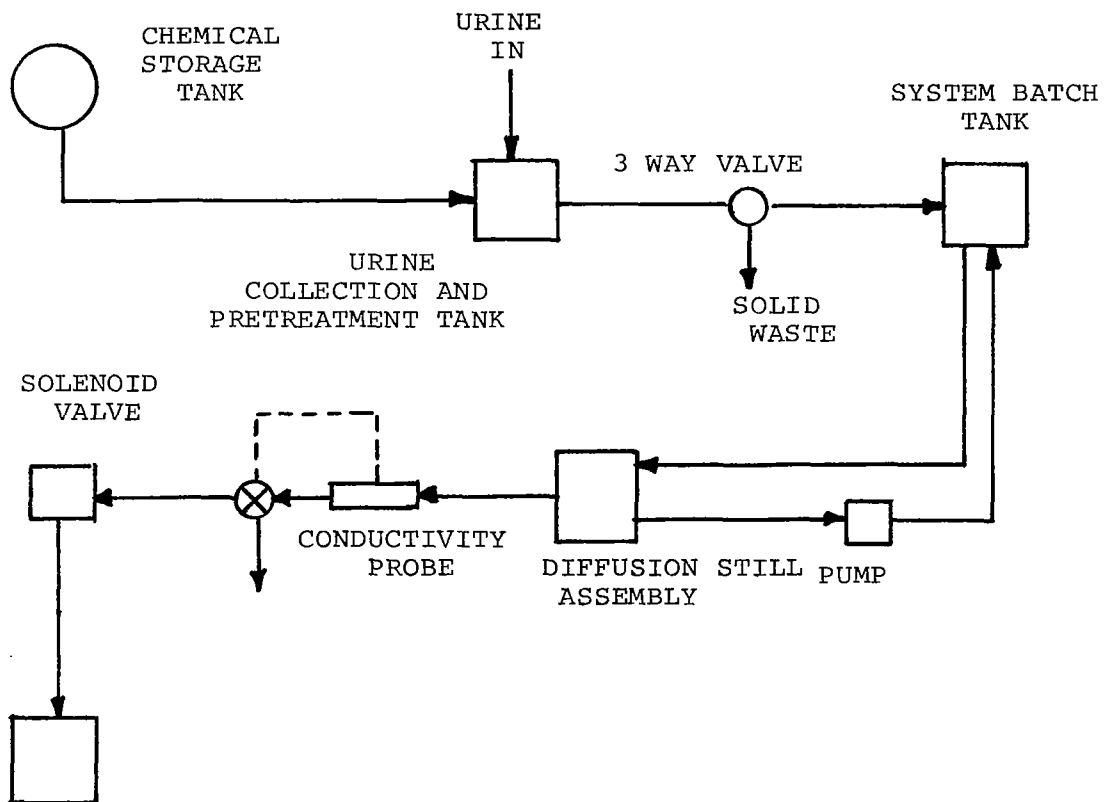 CHEMICAL
STORAGE
TANK
URINE
IN
SYSTEM BATCH
TANK
3 WAY VALVE
URINE
COLLECTION AND
PRETREATMENT TANK
SOLID
WASTE
SOLENOID
VALVE
CONDUCTIVITY
PROBE
DIFFUSION STILL
ASSEMBLY
PUMP